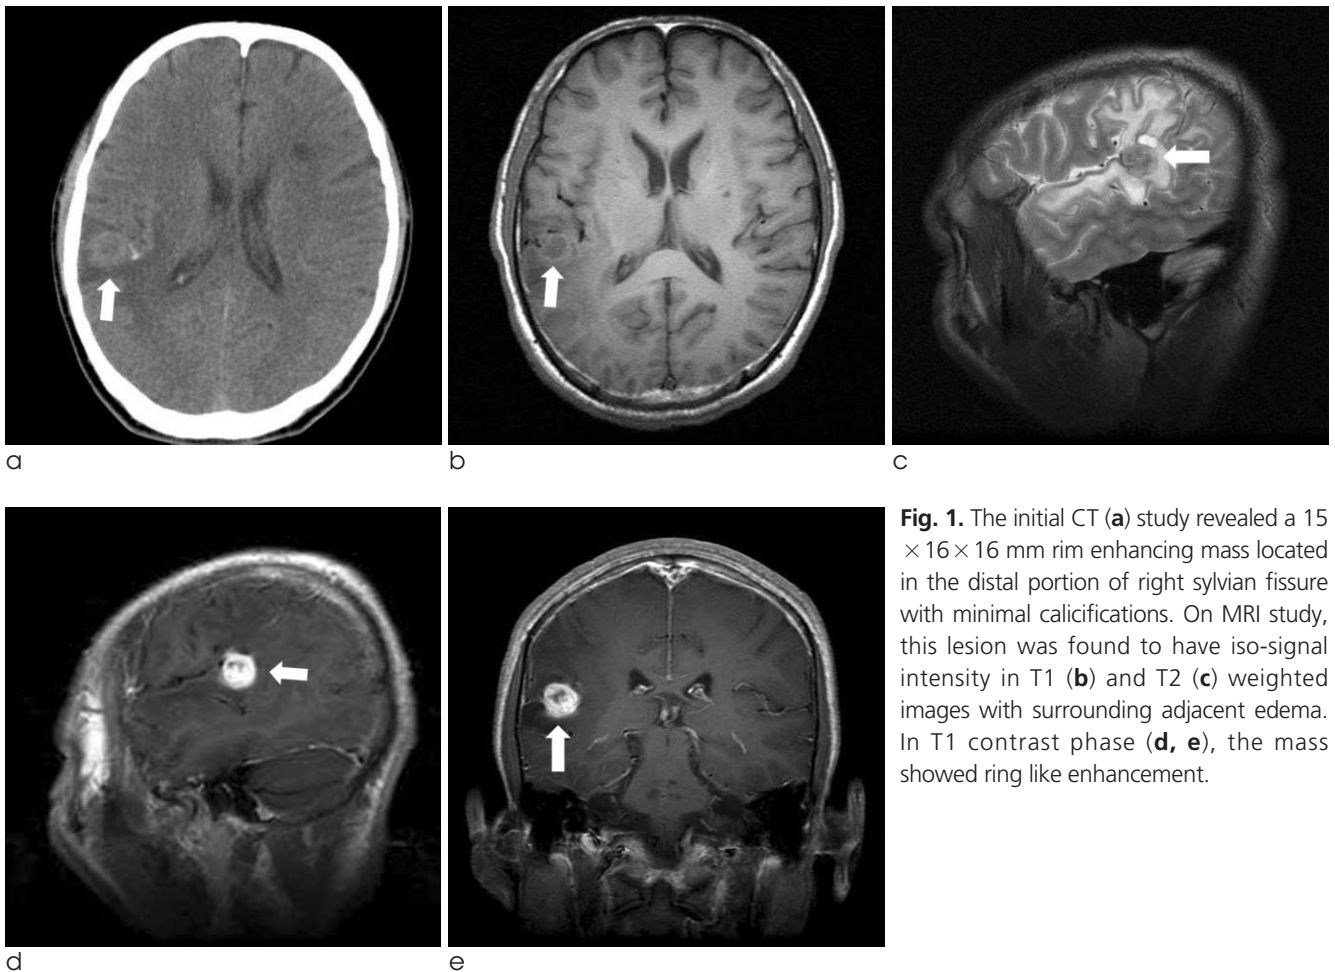 a
b
c
d
e
Fig. 1. The initial CT (a) study revealed a 15
×16×16 mm rim enhancing mass located
in the distal portion of right sylvian fissure
with minimal calicifications. On MRI study,
this lesion was found to have iso-signal
intensity in T1 (b) and T2 (c) weighted
images with surrounding adjacent edema.
In T1 contrast phase (d, e), the mass
showed ring like enhancement.